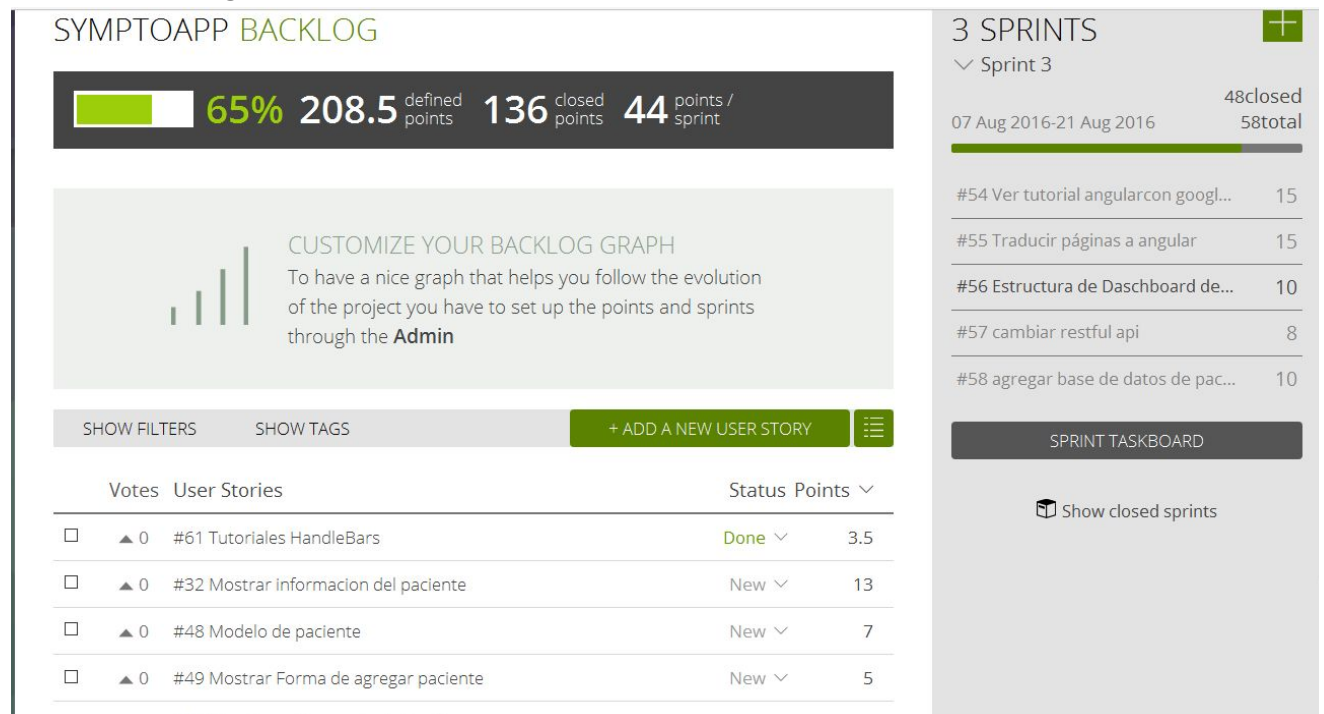 SYMPTOAPP BACKLOG
65% 208.5 defined points 136 closed points 44 points / sprint
CUSTOMIZE YOUR BACKLOG GRAPH
To have a nice graph that helps you follow the evolution
of the project you have to set up the points and sprints
through the Admin
SHOW FILTERS SHOW TAGS + ADD A NEW USER STORY
Votes User Stories Status Points
0 #61 Tutoriales HandleBars Done 3.5
0 #32 Mostrar informacion del paciente New 13
0 #48 Modelo de paciente New 7
0 #49 Mostrar Forma de agregar paciente New 5
3 SPRINTS
Sprint 3
48closed
07 Aug 2016-21 Aug 2016 58total
#54 Ver tutorial angularcon googl... 15
#55 Traducir páginas a angular 15
#56 Estructura de Daschboard de... 10
#57 cambiar restful api 8
#58 agregar base de datos de pac... 10
SPRINT TASKBOARD
Show closed sprints